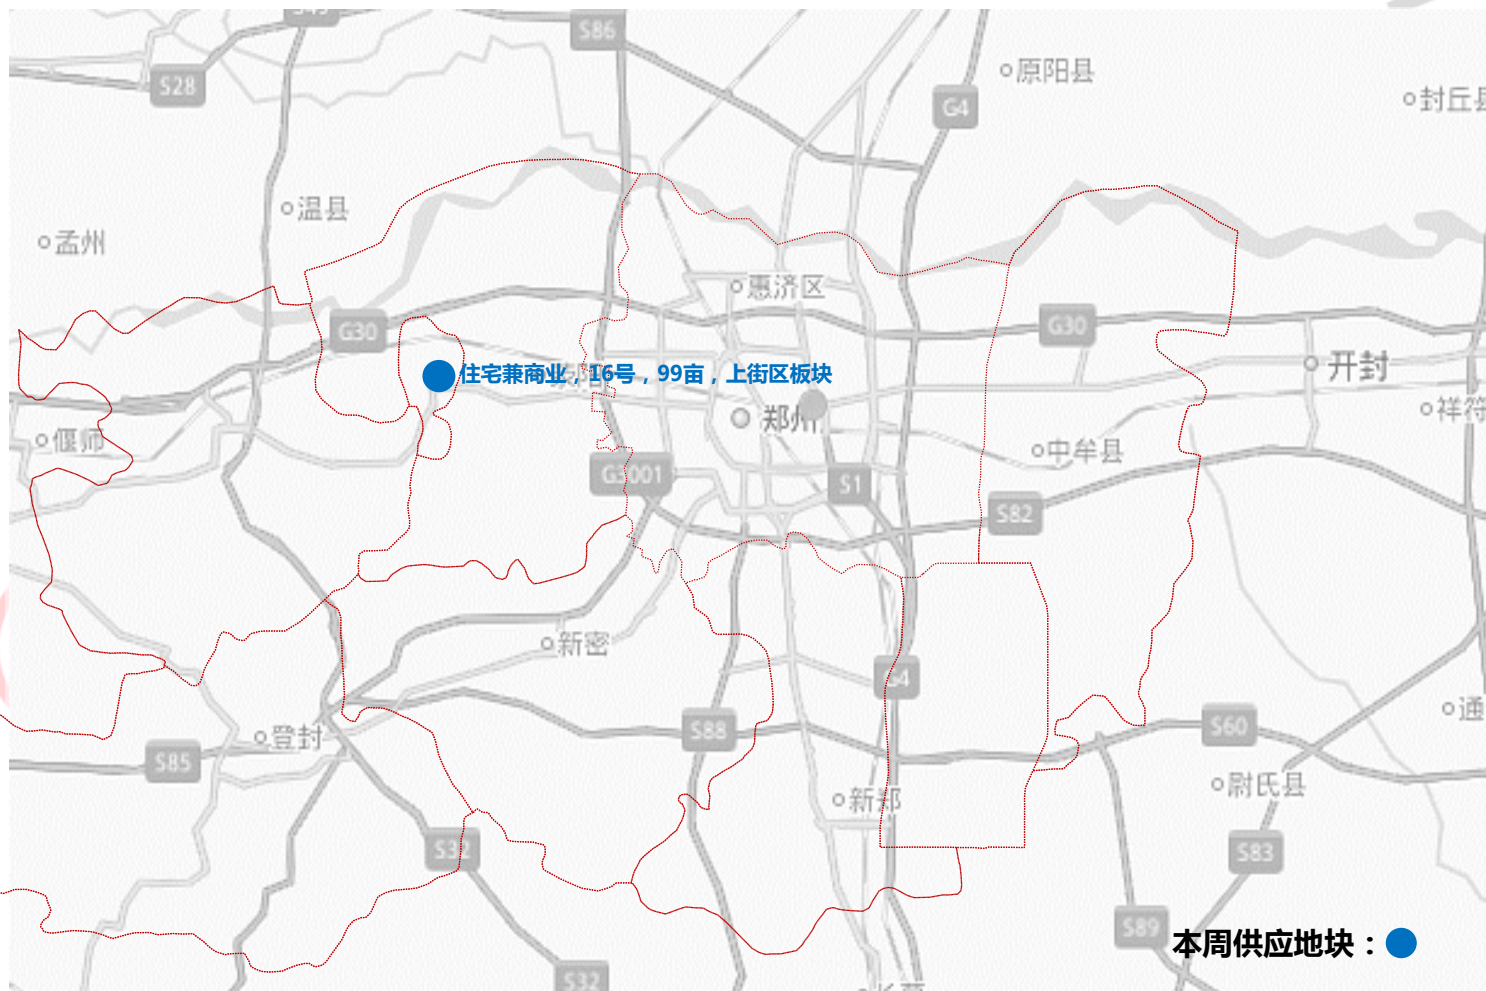 S86
S28
原阳县
G4
封丘县
温县
孟州
惠济区
G30
G30
开封
住宅兼商业，16号，99亩，上街区板块
祥符
郑州
偃师
中牟县
G3001
S1
S82
新密
G4
通
S88
S60
登封
S85
尉氏县
新郑
S32
S83
S89
本周供应地块：
S32